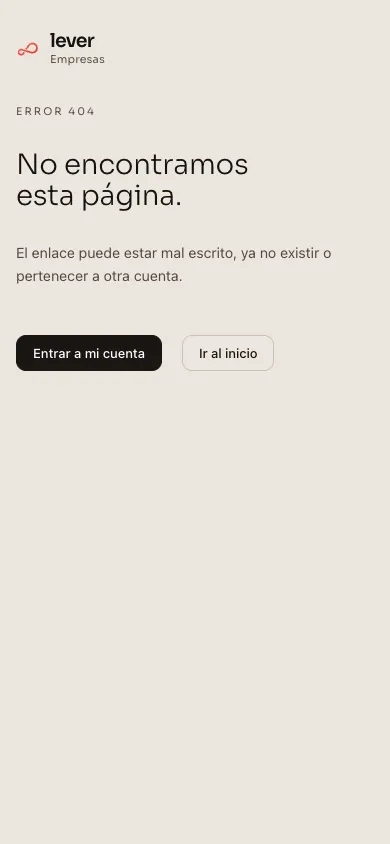 lever
Empresas
ERROR 404
No encontramos
esta página.
El enlace puede estar mal escrito, ya no existir o
pertenecer a otra cuenta.
Entrar a mi cuenta
Ir al inicio